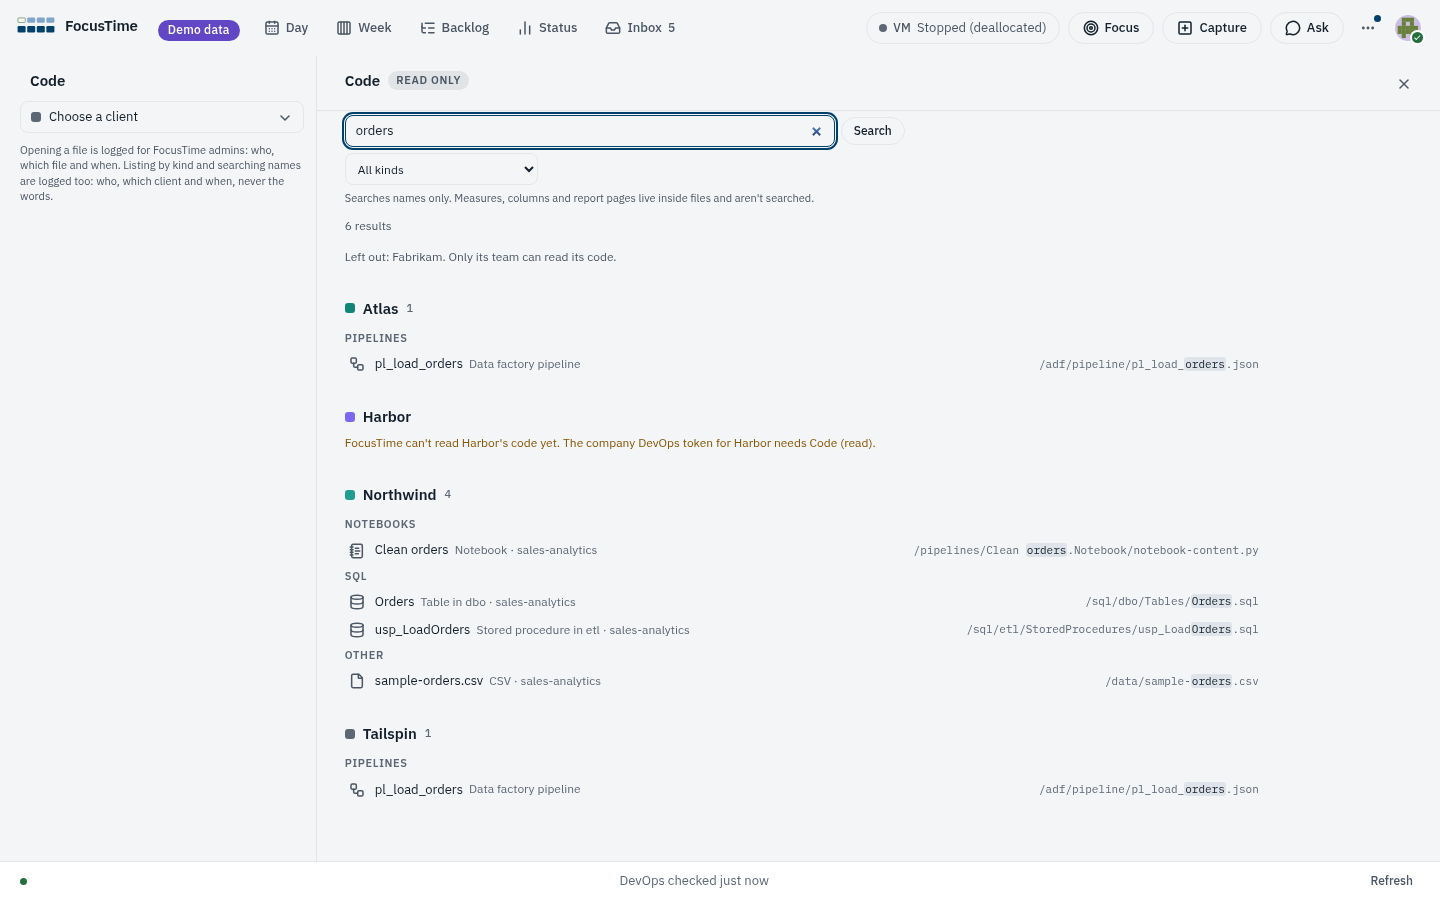 FocusTime
Demo data
Day
Week
Backlog
Status
Inbox 5
VM Stopped (deallocated)
Focus
Capture
Ask
Code
Choose a client
Opening a file is logged for FocusTime admins: who,
which file and when. Listing by kind and searching names
are logged too: who, which client and when, never the
words.
Code READ ONLY
orders
Search
All kinds
Searches names only. Measures, columns and report pages live inside files and aren't searched.
6 results
Left out: Fabrikam. Only its team can read its code.
Atlas 1
PIPELINES
pl_load_orders Data factory pipeline /adf/pipeline/pl_load_orders.json
Harbor
FocusTime can't read Harbor's code yet. The company DevOps token for Harbor needs Code (read).
Northwind 4
NOTEBOOKS
Clean orders Notebook · sales-analytics /pipelines/Clean orders.Notebook/notebook-content.py
SQL
Orders Table in dbo · sales-analytics /sql/dbo/Tables/Orders.sql
usp_LoadOrders Stored procedure in etl · sales-analytics /sql/etl/StoredProcedures/usp_LoadOrders.sql
OTHER
sample-orders.csv CSV · sales-analytics /data/sample-orders.csv
Tailspin 1
PIPELINES
pl_load_orders Data factory pipeline /adf/pipeline/pl_load_orders.json
DevOps checked just now
Refresh